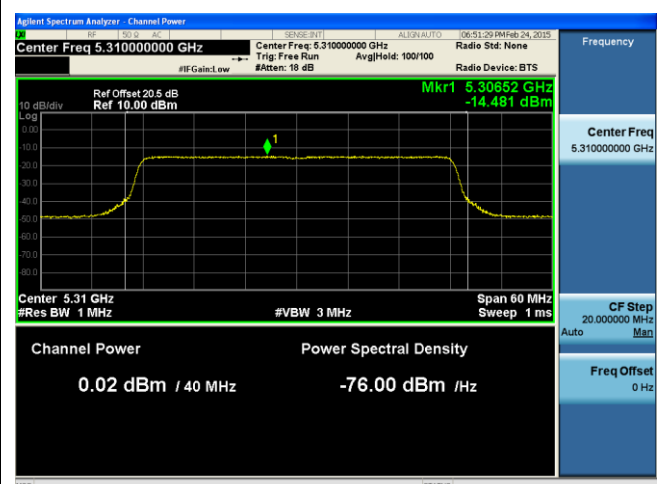 Agilent Spectrum Analyzer - Channel Power
RF 50 Ω AC SENSE:INT ALIGN AUTO 06:51:29 PM Feb 24, 2015
Center Freq 5.310000000 GHz
Center Freq: 5.310000000 GHz Radio Std: None
Trig: Free Run Avg|Hold: 100/100
#IFGain:Low #Atten: 18 dB Radio Device: BTS
Frequency
Ref Offset 20.5 dB
10 dB/div Ref 10.00 dBm
Mkr1 5.30652 GHz
-14.481 dBm
Log
0.00
-10.0
-20.0
-30.0
-40.0
-50.0
-60.0
-70.0
-80.0
1
Center 5.31 GHz Span 60 MHz
#Res BW 1 MHz #VBW 3 MHz Sweep 1 ms
Channel Power Power Spectral Density
0.02 dBm / 40 MHz -76.00 dBm /Hz
Center Freq
5.310000000 GHz
CF Step
20.000000 MHz
Auto Man
Freq Offset
0 Hz